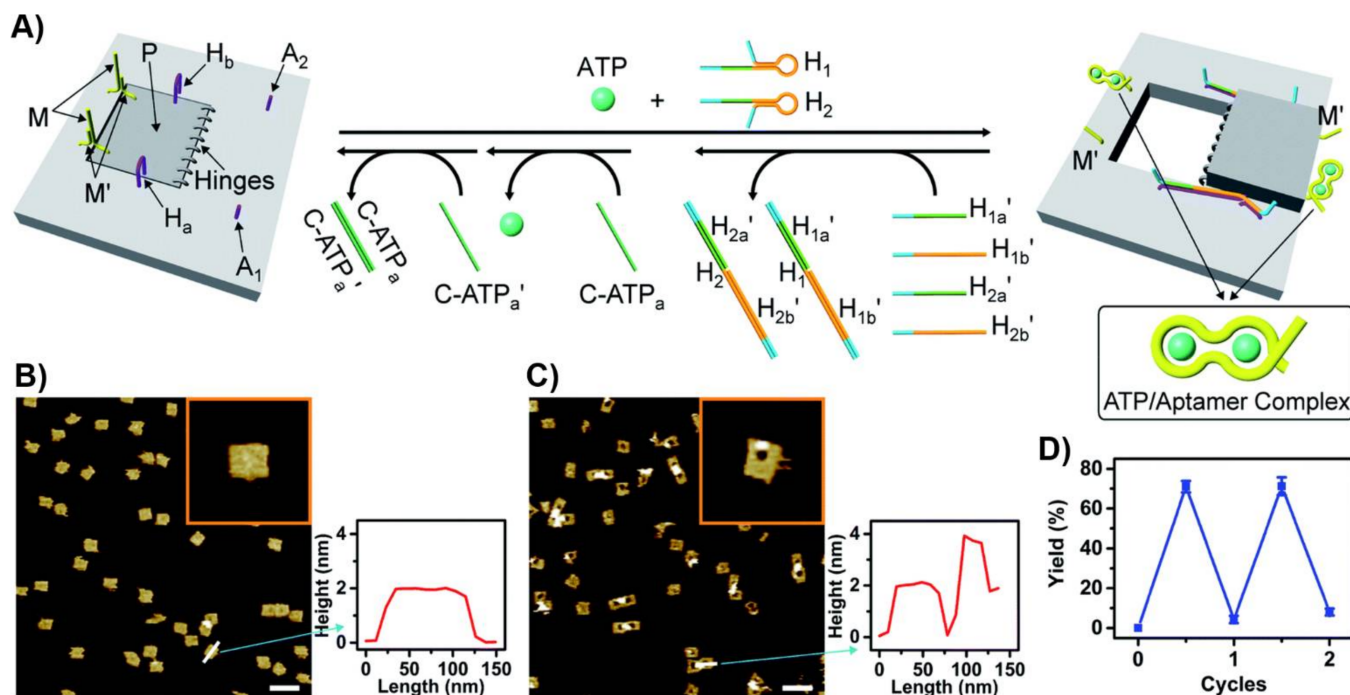 A)
P
H_b
A_2
M
M'
Hinges
H_a
A_1
ATP
+
H_1
H_2
C-ATP_a'
C-ATP_a
C-ATP_a'
C-ATP_a
H_2a'
H_2
H_2b'
H_1a'
H_1
H_1b'
H_1a'
H_1b'
H_2a'
H_2b'
M'
M'
ATP/Aptamer Complex
B)
Height (nm)
4
2
0
0 50 100 150
Length (nm)
C)
Height (nm)
4
2
0
0 50 100 150
Length (nm)
D)
Yield (%)
80
60
40
20
0
0 1 2
Cycles